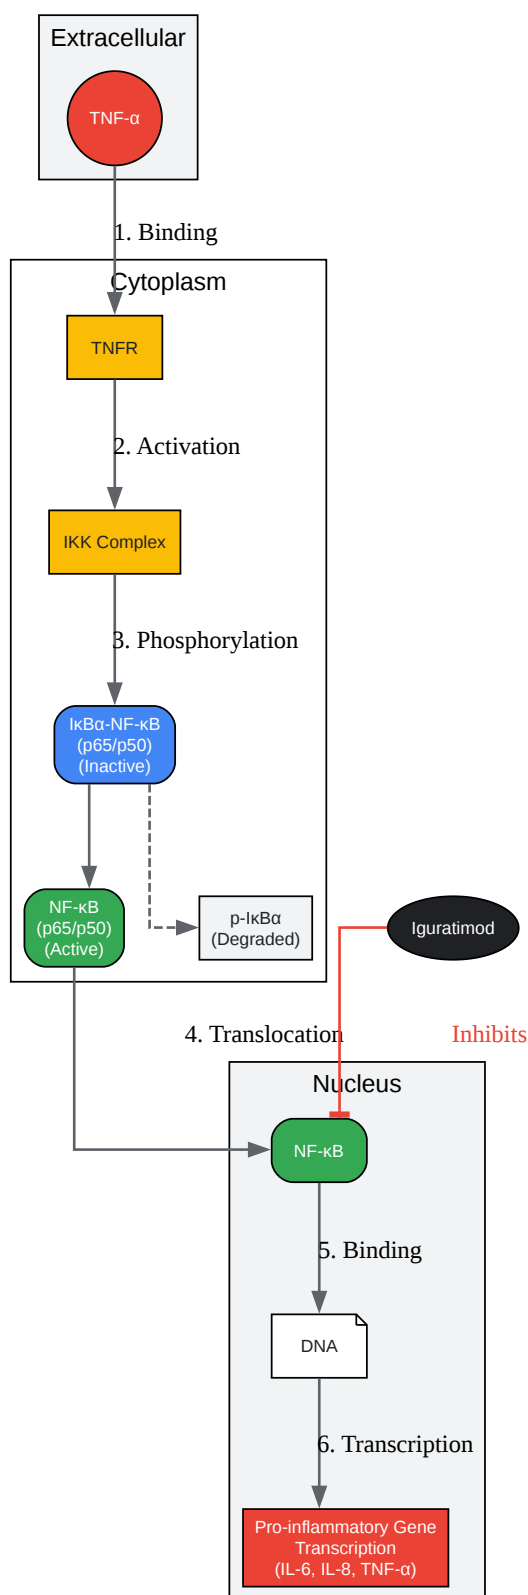 Extracellular
TNF-α
1. Binding
Cytoplasm
TNFR
2. Activation
IKK Complex
3. Phosphorylation
IκBα-NF-κB
(p65/p50)
(Inactive)
NF-κB
(p65/p50)
(Active)
p-IκBα
(Degraded)
Iguratimod
4. Translocation
Inhibits
Nucleus
NF-κB
5. Binding
DNA
6. Transcription
Pro-inflammatory Gene
Transcription
(IL-6, IL-8, TNF-α)